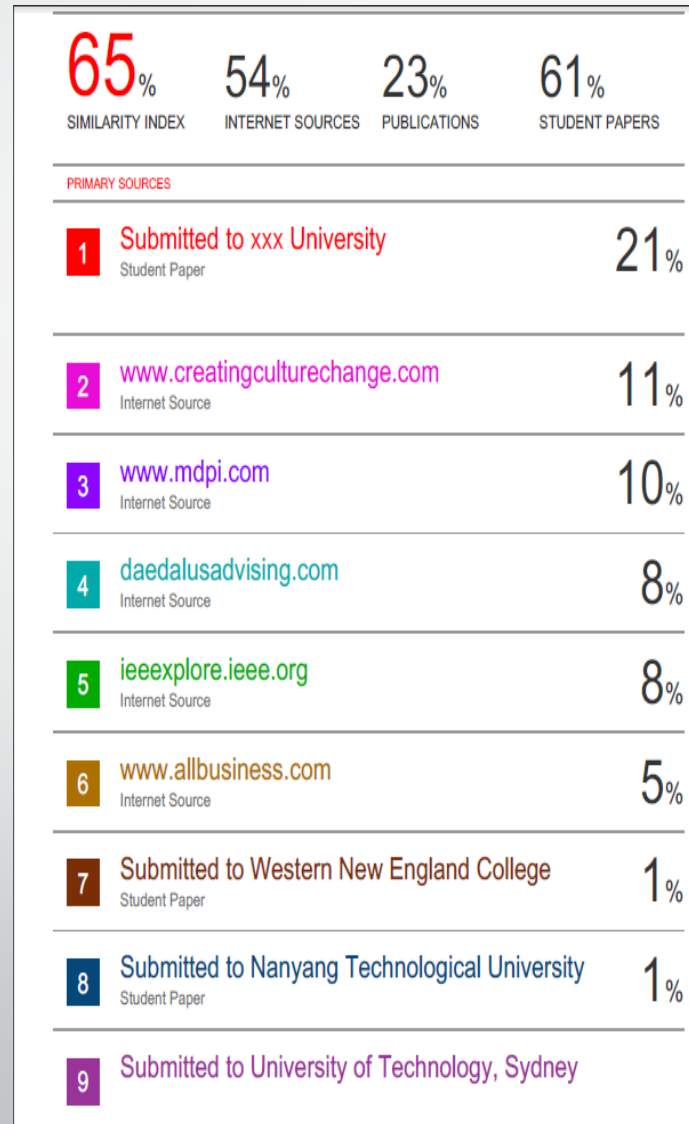 65% 54% 23% 61%
SIMILARITY INDEX INTERNET SOURCES PUBLICATIONS STUDENT PAPERS
PRIMARY SOURCES
1 Submitted to xxx University 21%
Student Paper
2 www.creatingculturechange.com 11%
Internet Source
3 www.mdpi.com 10%
Internet Source
4 daedalusadvising.com 8%
Internet Source
5 ieeexplore.ieee.org 8%
Internet Source
6 www.allbusiness.com 5%
Internet Source
7 Submitted to Western New England College 1%
Student Paper
8 Submitted to Nanyang Technological University 1%
Student Paper
9 Submitted to University of Technology, Sydney